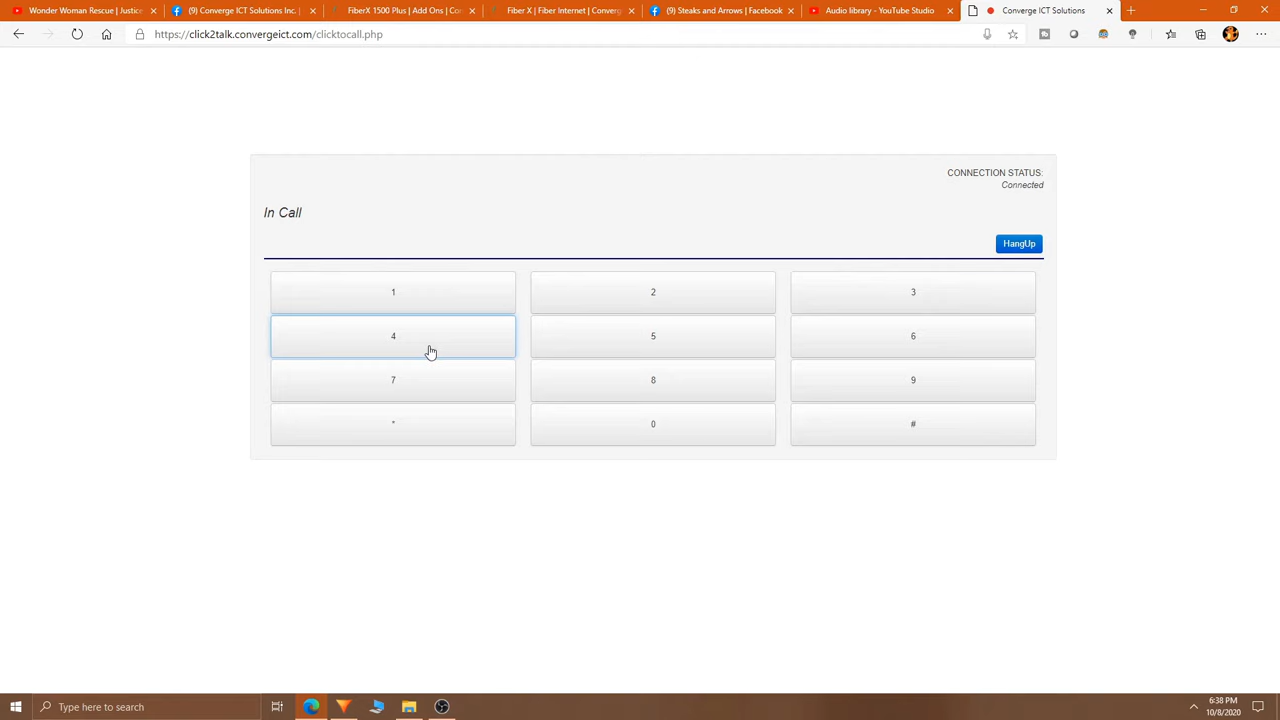 Wonder Woman Rescue | Justice
(9) Converge ICT Solutions Inc. |
FiberX 1500 Plus | Add Ons | Con
Fiber X | Fiber Internet | Converg
(9) Steaks and Arrows | Facebook
Audio library - YouTube Studio
Converge ICT Solutions
https://click2talk.convergeict.com/clicktocall.php
CONNECTION STATUS:
Connected
In Call
HangUp
1
2
3
4
5
6
7
8
9
*
0
#
Type here to search
6:38 PM
10/8/2020